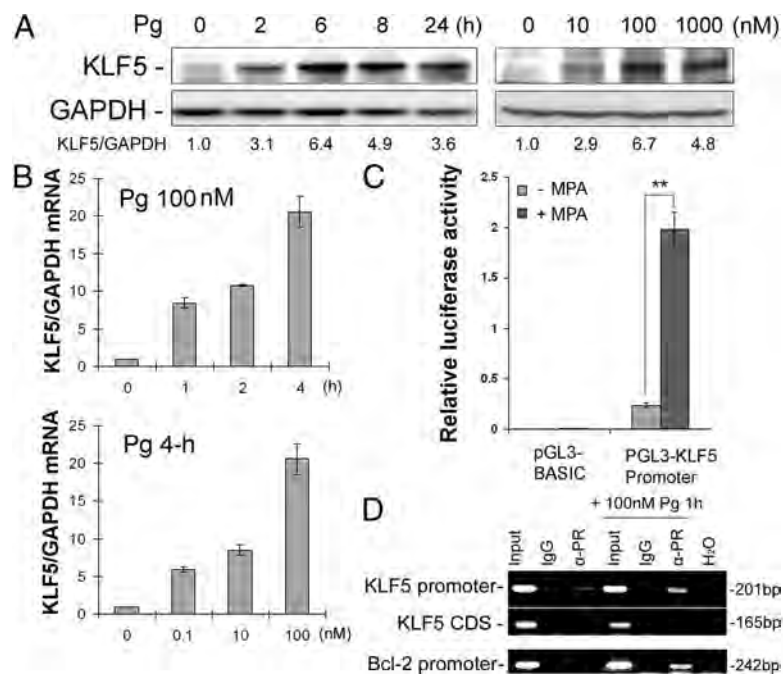 A Pg 0 2 6 8 24 (h) 0 10 100 1000 (nM)
KLF5 -
GAPDH -
KLF5/GAPDH 1.0 3.1 6.4 4.9 3.6 1.0 2.9 6.7 4.8
B
KLF5/GAPDH mRNA
Pg 100 nM
25
20
15
10
5
0
0 1 2 4 (h)
KLF5/GAPDH mRNA
Pg 4-h
25
20
15
10
5
0
0 0.1 10 100 (nM)
C
Relative luciferase activity
- MPA
+ MPA
**
2.5
2
1.5
1
0.5
0
pGL3-BASIC
PGL3-KLF5
Promoter
D
+ 100nM Pg 1h
Input IgG α-PR Input IgG α-PR H₂O
KLF5 promoter- -201bp
KLF5 CDS- -165bp
Bcl-2 promoter- -242bp